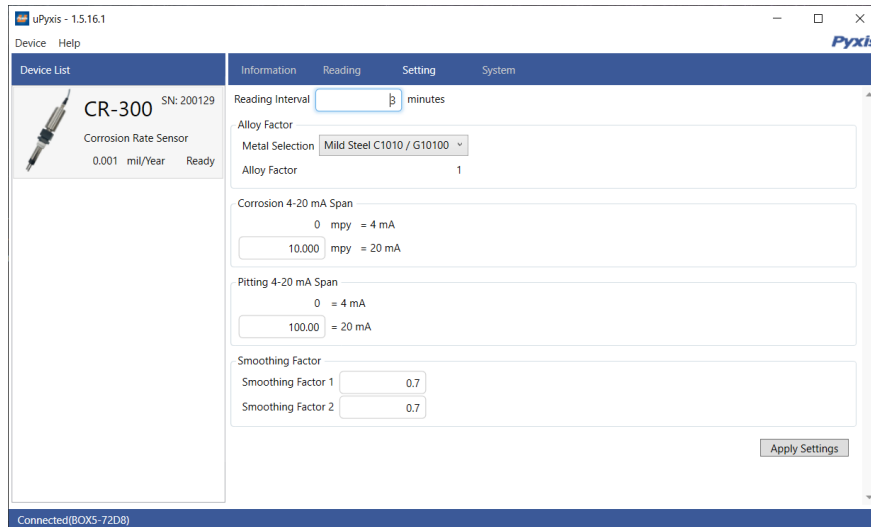 uPyxis - 1.5.16.1
Device Help
Pyxis
Device List
Information Reading Setting System
CR-300 SN: 200129
Corrosion Rate Sensor
0.001 mil/Year Ready
Reading Interval 3 minutes
Alloy Factor
Metal Selection Mild Steel C1010 / G10100
Alloy Factor 1
Corrosion 4-20 mA Span
0 mpy = 4 mA
10.000 mpy = 20 mA
Pitting 4-20 mA Span
0 = 4 mA
100.00 = 20 mA
Smoothing Factor
Smoothing Factor 1 0.7
Smoothing Factor 2 0.7
Apply Settings
Connected(BOX5-72D8)